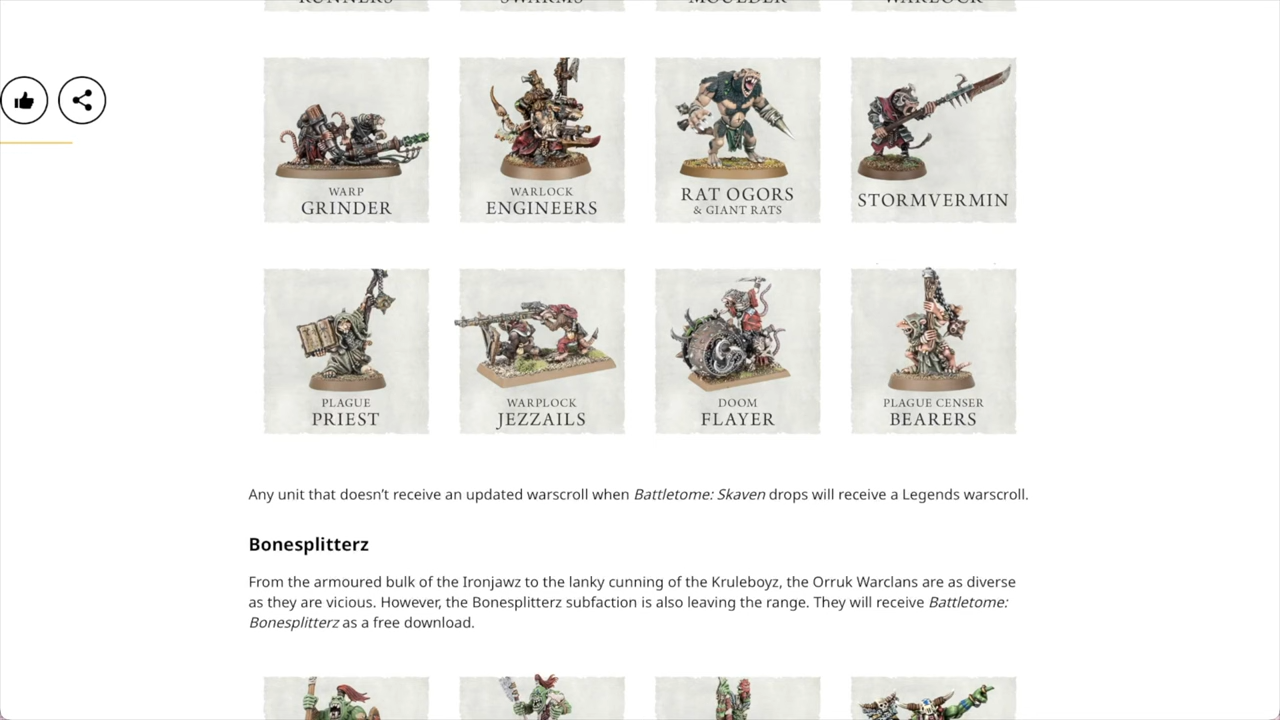 RUNNERS
SWARMS
MOULDER
WARLOCK
WARP
GRINDER
WARLOCK
ENGINEERS
RAT OGORS
& GIANT RATS
STORMVERMIN
PLAGUE
PRIEST
WARPLOCK
JEZZAILS
DOOM
FLAYER
PLAGUE CENSER
BEARERS
Any unit that doesn’t receive an updated warscroll when Battletome: Skaven drops will receive a Legends warscroll.
Bonesplitterz
From the armoured bulk of the Ironjawz to the lanky cunning of the Kruleboyz, the Orruk Warclans are as diverse
as they are vicious. However, the Bonesplitterz subfaction is also leaving the range. They will receive Battletome:
Bonesplitterz as a free download.